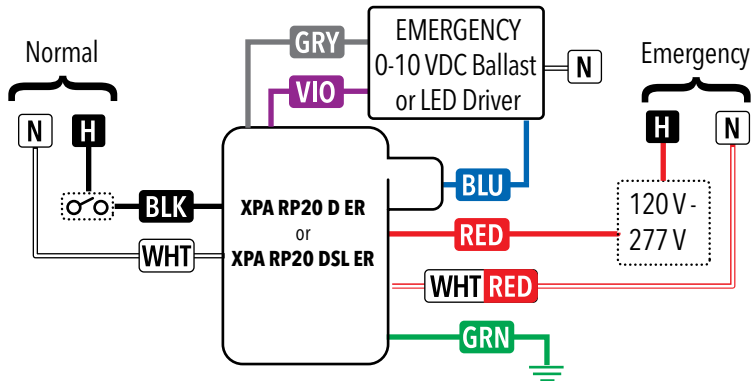 Normal
N
H
GRY
VIO
EMERGENCY
0-10 VDC Ballast
or LED Driver
N
Emergency
H
N
BLK
WHT
XPA RP20 D ER
or
XPA RP20 DSL ER
BLU
RED
WHT RED
GRN
120 V -
277 V